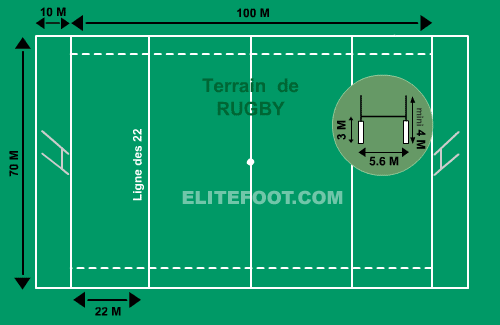 10 M
100 M
Terrain de
RUGBY
3 M
mini 4 M
5.6 M
70 M
Ligne des 22
ELITEFOOT.COM
22 M